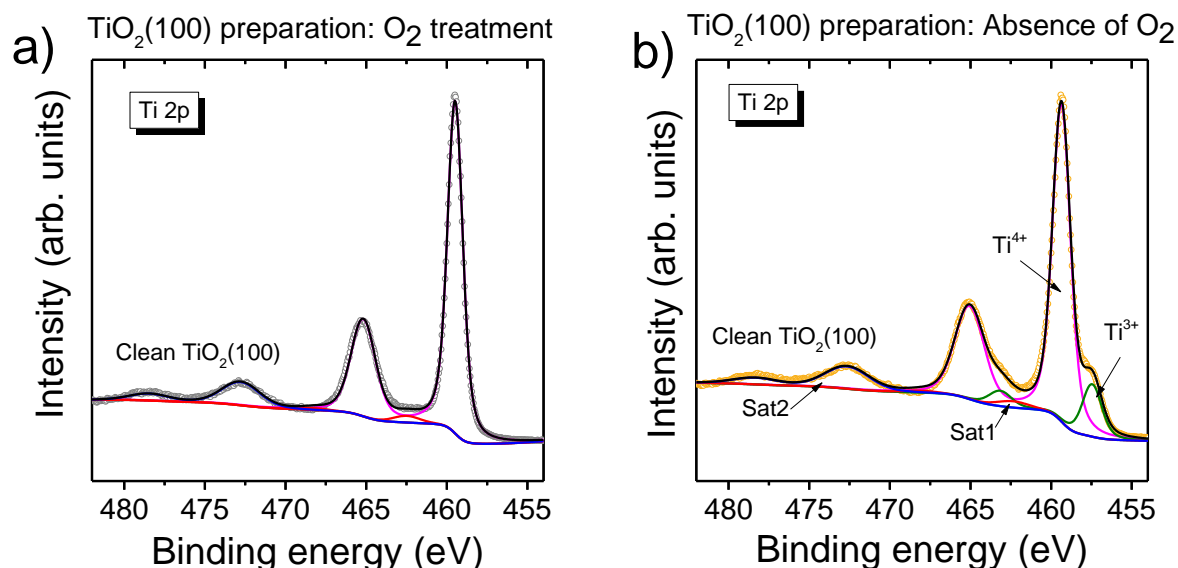 a)
TiO₂(100) preparation: O₂ treatment
Ti 2p
Clean TiO₂(100)
Intensity (arb. units)
480 475 470 465 460 455
Binding energy (eV)
b)
TiO₂(100) preparation: Absence of O₂
Ti 2p
Ti⁴⁺
Ti³⁺
Clean TiO₂(100)
Sat2
Sat1
Intensity (arb. units)
480 475 470 465 460 455
Binding energy (eV)